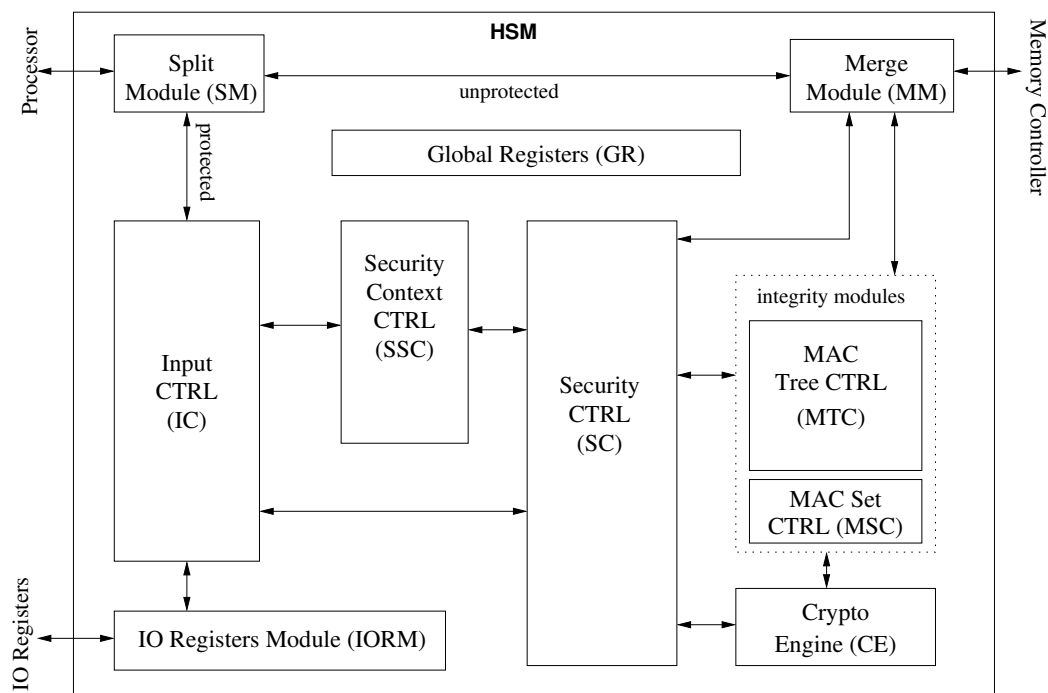 HSM
Processor
Split
Module (SM)
unprotected
Merge
Module (MM)
Memory Controller
protected
Global Registers (GR)
Security
Context
CTRL
(SSC)
integrity modules
MAC
Tree CTRL
(MTC)
Input
CTRL
(IC)
Security
CTRL
(SC)
MAC Set
CTRL (MSC)
IO Registers
IO Registers Module (IORM)
Crypto
Engine (CE)